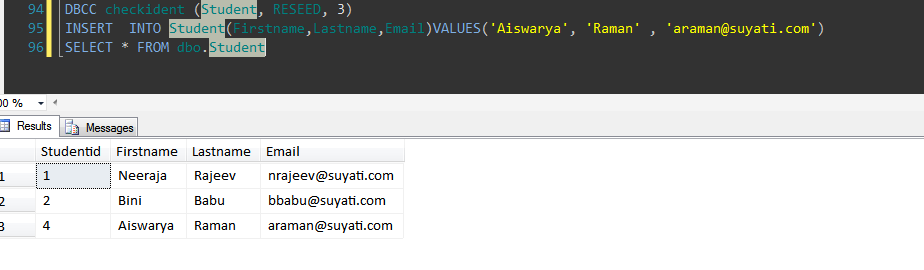 94 DBCC checkident (Student, RESEED, 3)
95 INSERT  INTO Student(Firstname,Lastname,Email)VALUES('Aiswarya', 'Raman' , 'araman@suyati.com')
96 SELECT * FROM dbo.Student
00 %
Results Messages
Studentid Firstname Lastname Email
1 1 Neeraja Rajeev nrajeev@suyati.com
2 2 Bini Babu bbabu@suyati.com
3 4 Aiswarya Raman araman@suyati.com